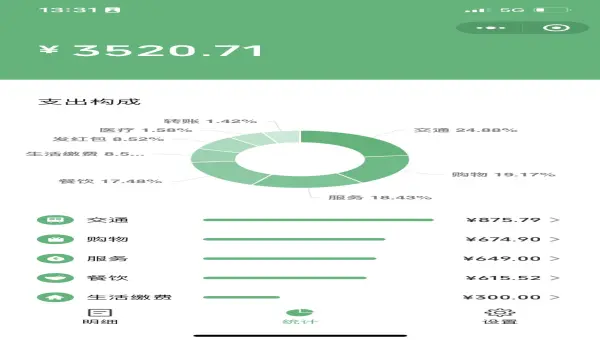 13:31
5G
¥ 3520.71
支出构成
转账 1.42%
医疗 1.58%
交通 24.88%
发红包 8.52%
生活缴费 8.5...
购物 19.17%
餐饮 17.48%
服务 18.43%
交通 ¥875.79 >
购物 ¥674.90 >
服务 ¥649.00 >
餐饮 ¥615.52 >
生活缴费 ¥300.00 >
明细 统计 设置